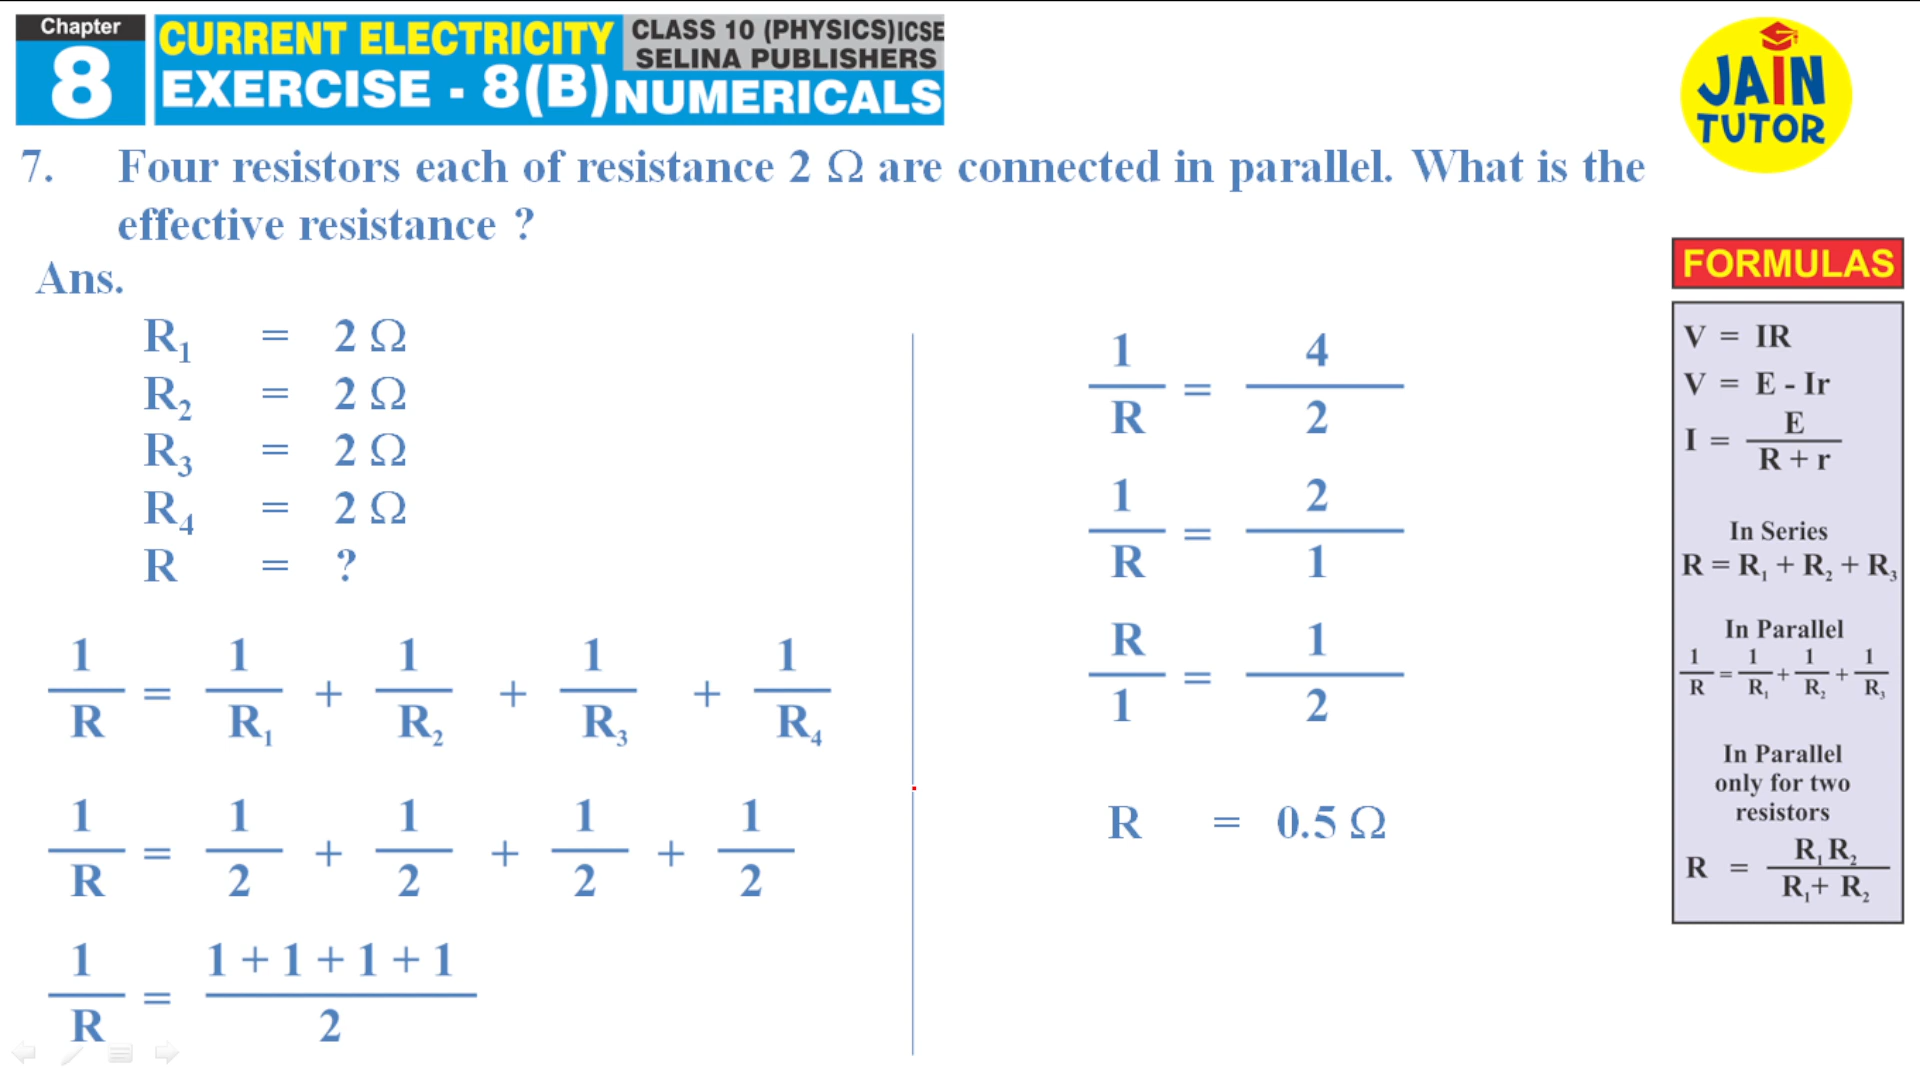 Chapter
8
CURRENT ELECTRICITY
CLASS 10 (PHYSICS)ICSE
SELINA PUBLISHERS
EXERCISE - 8(B) NUMERICALS
JAIN
TUTOR
7. Four resistors each of resistance 2 Ω are connected in parallel. What is the
effective resistance ?
Ans.
R₁ = 2 Ω
R₂ = 2 Ω
R₃ = 2 Ω
R₄ = 2 Ω
R = ?
1/R = 1/R₁ + 1/R₂ + 1/R₃ + 1/R₄
1/R = 1/2 + 1/2 + 1/2 + 1/2
1/R = (1 + 1 + 1 + 1)/2
1/R = 4/2
1/R = 2/1
R/1 = 1/2
R = 0.5 Ω
FORMULAS
V = IR
V = E - Ir
I = E/(R + r)
In Series
R = R₁ + R₂ + R₃
In Parallel
1/R = 1/R₁ + 1/R₂ + 1/R₃
In Parallel
only for two
resistors
R = R₁ R₂/(R₁ + R₂)